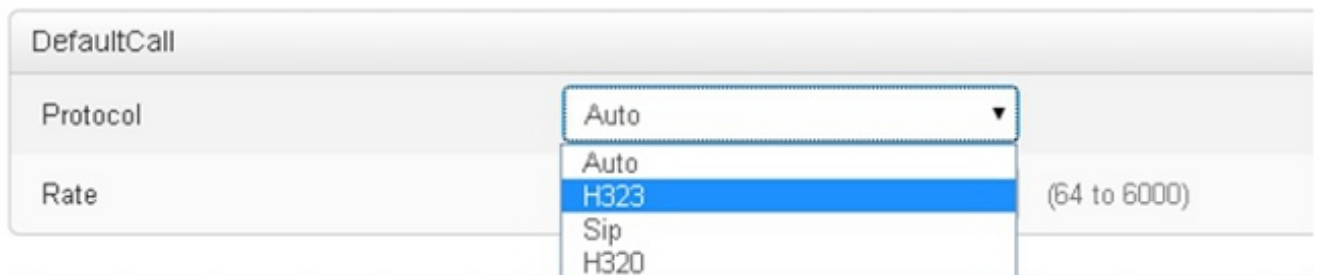 DefaultCall
Protocol Auto
Auto
Rate H323 (64 to 6000)
Sip
H320